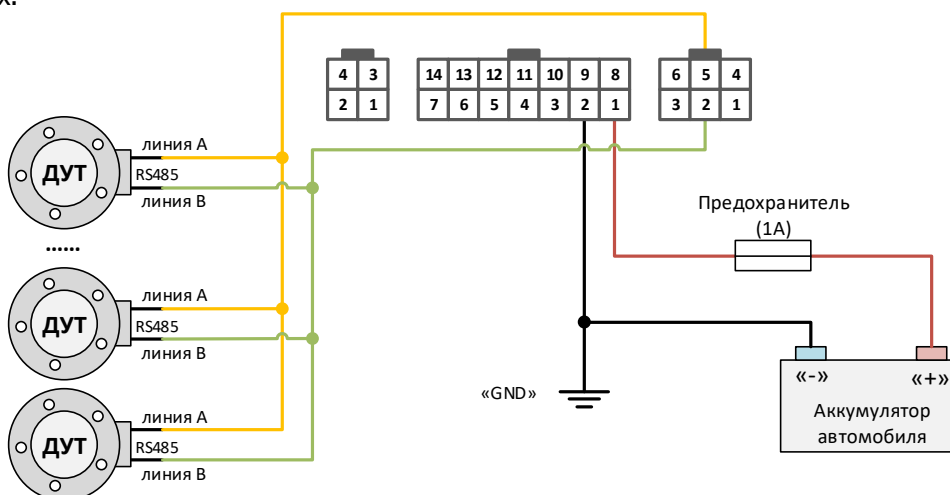 х.
4 3
2 1
14 13 12 11 10 9 8
7 6 5 4 3 2 1
6 5 4
3 2 1
ДУТ
линия А
RS485
линия В
......
ДУТ
линия А
RS485
линия В
ДУТ
линия А
RS485
линия В
Предохранитель
(1А)
«GND»
«-»
«+»
Аккумулятор
автомобиля